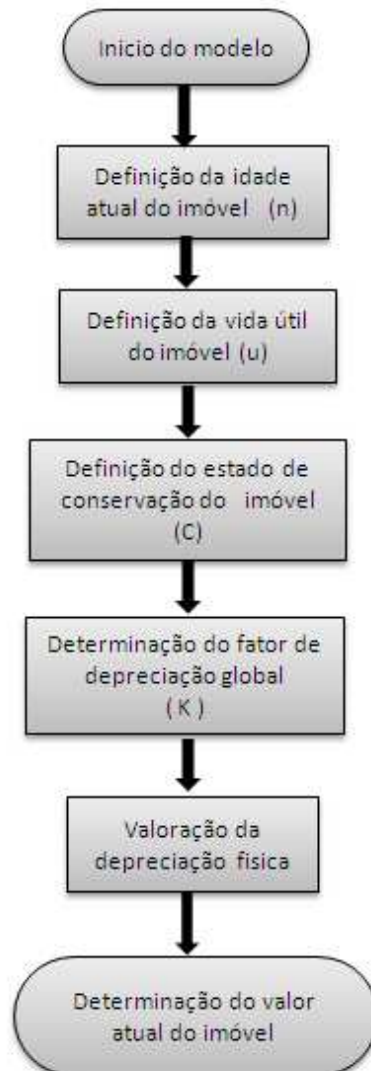 Inicio do modelo
Definição da idade
atual do imóvel (n)
Definição da vida útil
do imóvel (u)
Definição do estado de
conservação do imóvel
(C)
Determinação do fator de
depreciação global
( K )
Valoração da
depreciação fisica
Determinação do valor
atual do imóvel